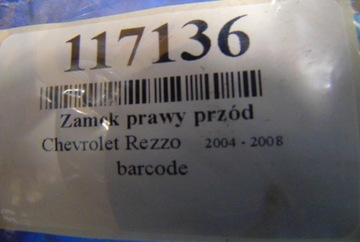 117136
Zamek prawy przód
Chevrolet Rezzo 2004 - 2008
barcode